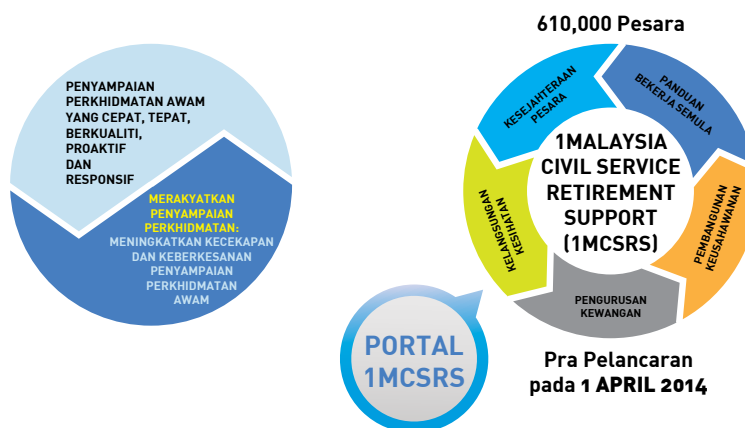 PENYAMPAIAN
PERKHIDMATAN AWAM
YANG CEPAT, TEPAT,
BERKUALITI,
PROAKTIF
DAN
RESPONSIF
MERAKYATKAN
PENYAMPAIAN
PERKHIDMATAN:
MENINGKATKAN KECEKAPAN
DAN KEBERKESANAN
PENYAMPAIAN
PERKHIDMATAN
AWAM
610,000 Pesara
KESEJAHTERAAN
PESARA
PANDUAN
BEKERJA SEMULA
PEMBANGUNAN
KEUSAHAWANAN
PENGURUSAN
KEWANGAN
KELANGSUNGAN
KESIHATAN
1MALAYSIA
CIVIL SERVICE
RETIREMENT
SUPPORT
(1MCSRS)
PORTAL
1MCSRS
Pra Pelancaran
pada 1 APRIL 2014